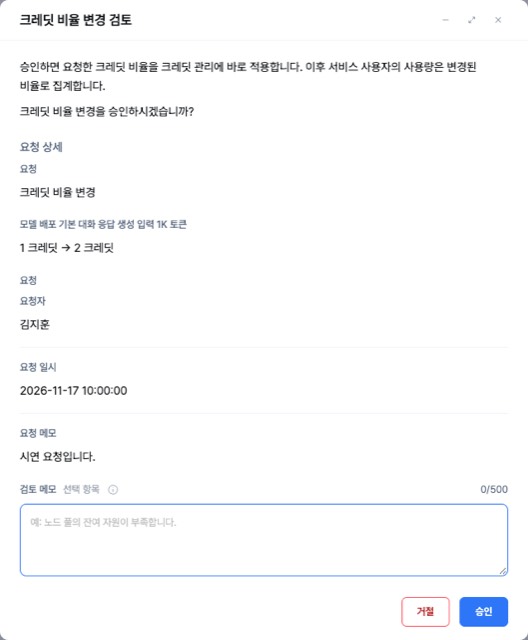 크레딧 비율 변경 검토
승인하면 요청한 크레딧 비율을 크레딧 관리에 바로 적용합니다. 이후 서비스 사용자의 사용량은 변경된
비율로 집계합니다.
크레딧 비율 변경을 승인하시겠습니까?
요청 상세
요청
크레딧 비율 변경
모델 배포 기본 대화 응답 생성 입력 1K 토큰
1 크레딧 → 2 크레딧
요청
요청자
김지훈
요청 일시
2026-11-17 10:00:00
요청 메모
시연 요청입니다.
검토 메모 선택 항목 0/500
예: 노드 풀의 잔여 자원이 부족합니다.
거절 승인